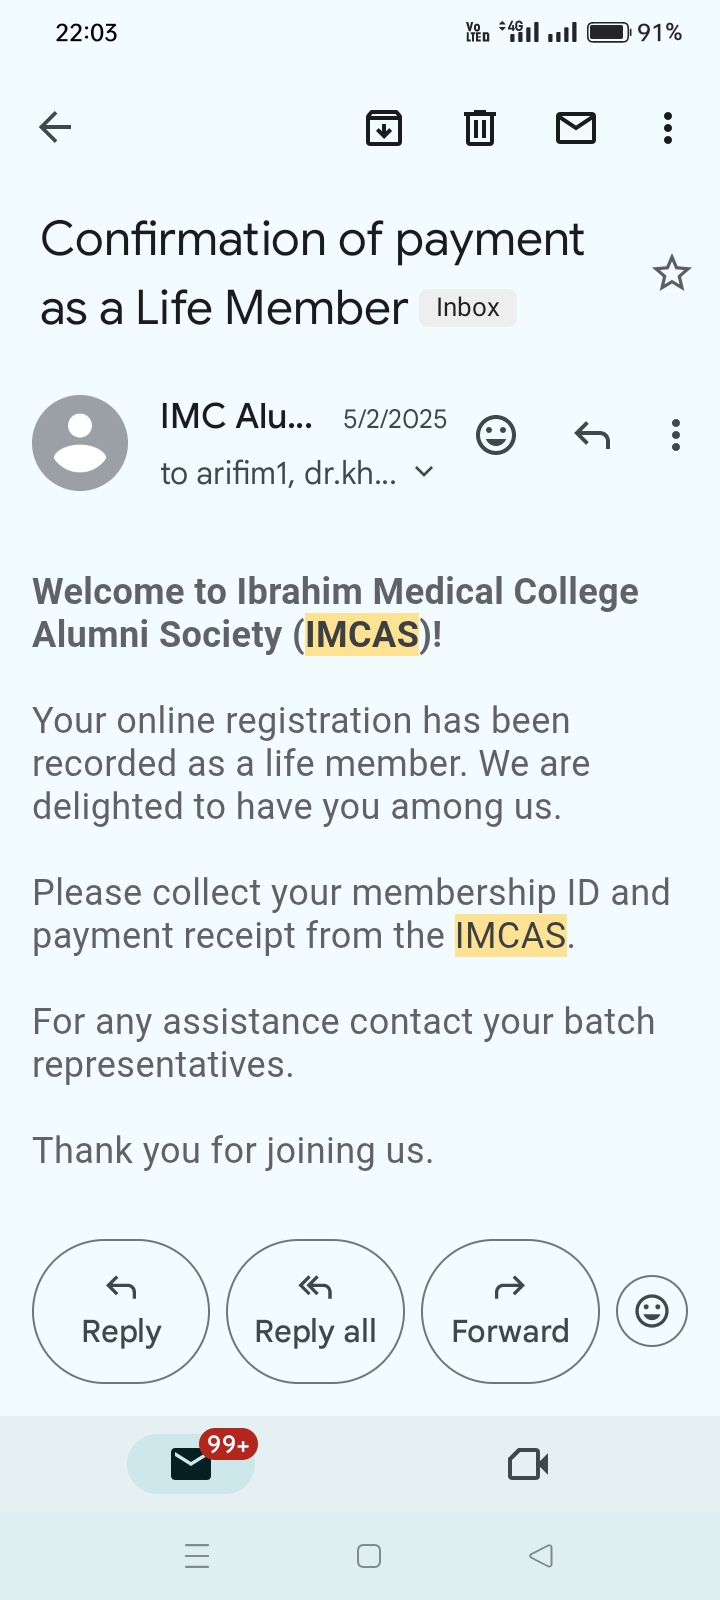 22:03
Vo LTED 4G 91%
Confirmation of payment
as a Life Member Inbox
IMC Alu... 5/2/2025
to arifim1, dr.kh...
Welcome to Ibrahim Medical College
Alumni Society (IMCAS)!
Your online registration has been
recorded as a life member. We are
delighted to have you among us.
Please collect your membership ID and
payment receipt from the IMCAS.
For any assistance contact your batch
representatives.
Thank you for joining us.
Reply Reply all Forward
99+